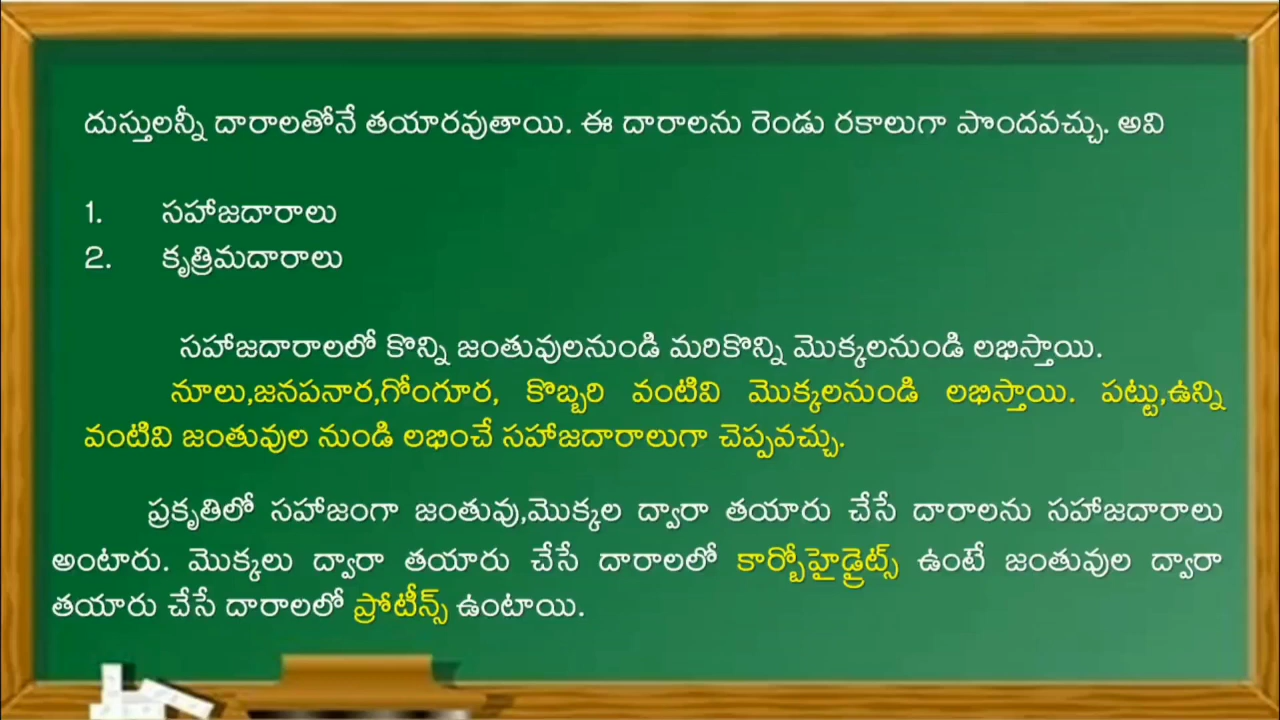 దుస్తులన్నీ దారాలతోనే తయారవుతాయి. ఈ దారాలను రెండు రకాలుగా పొందవచ్చు. అవి
1. సహజదారాలు
2. కృత్రిమదారాలు
సహజదారాలలో కొన్ని జంతువులనుండి మరికొన్ని మొక్కలనుండి లభిస్తాయి.
నూలు,జనపనార,గోంగూర, కొబ్బరి వంటివి మొక్కలనుండి లభిస్తాయి. పట్టు,ఉన్ని
వంటివి జంతువుల నుండి లభించే సహజదారాలుగా చెప్పవచ్చు.
ప్రకృతిలో సహజంగా జంతువు,మొక్కల ద్వారా తయారు చేసే దారాలను సహజదారాలు
అంటారు. మొక్కలు ద్వారా తయారు చేసే దారాలలో కార్బోహైడ్రైట్స్ ఉంటే జంతువుల ద్వారా
తయారు చేసే దారాలలో ప్రోటీన్స్ ఉంటాయి.